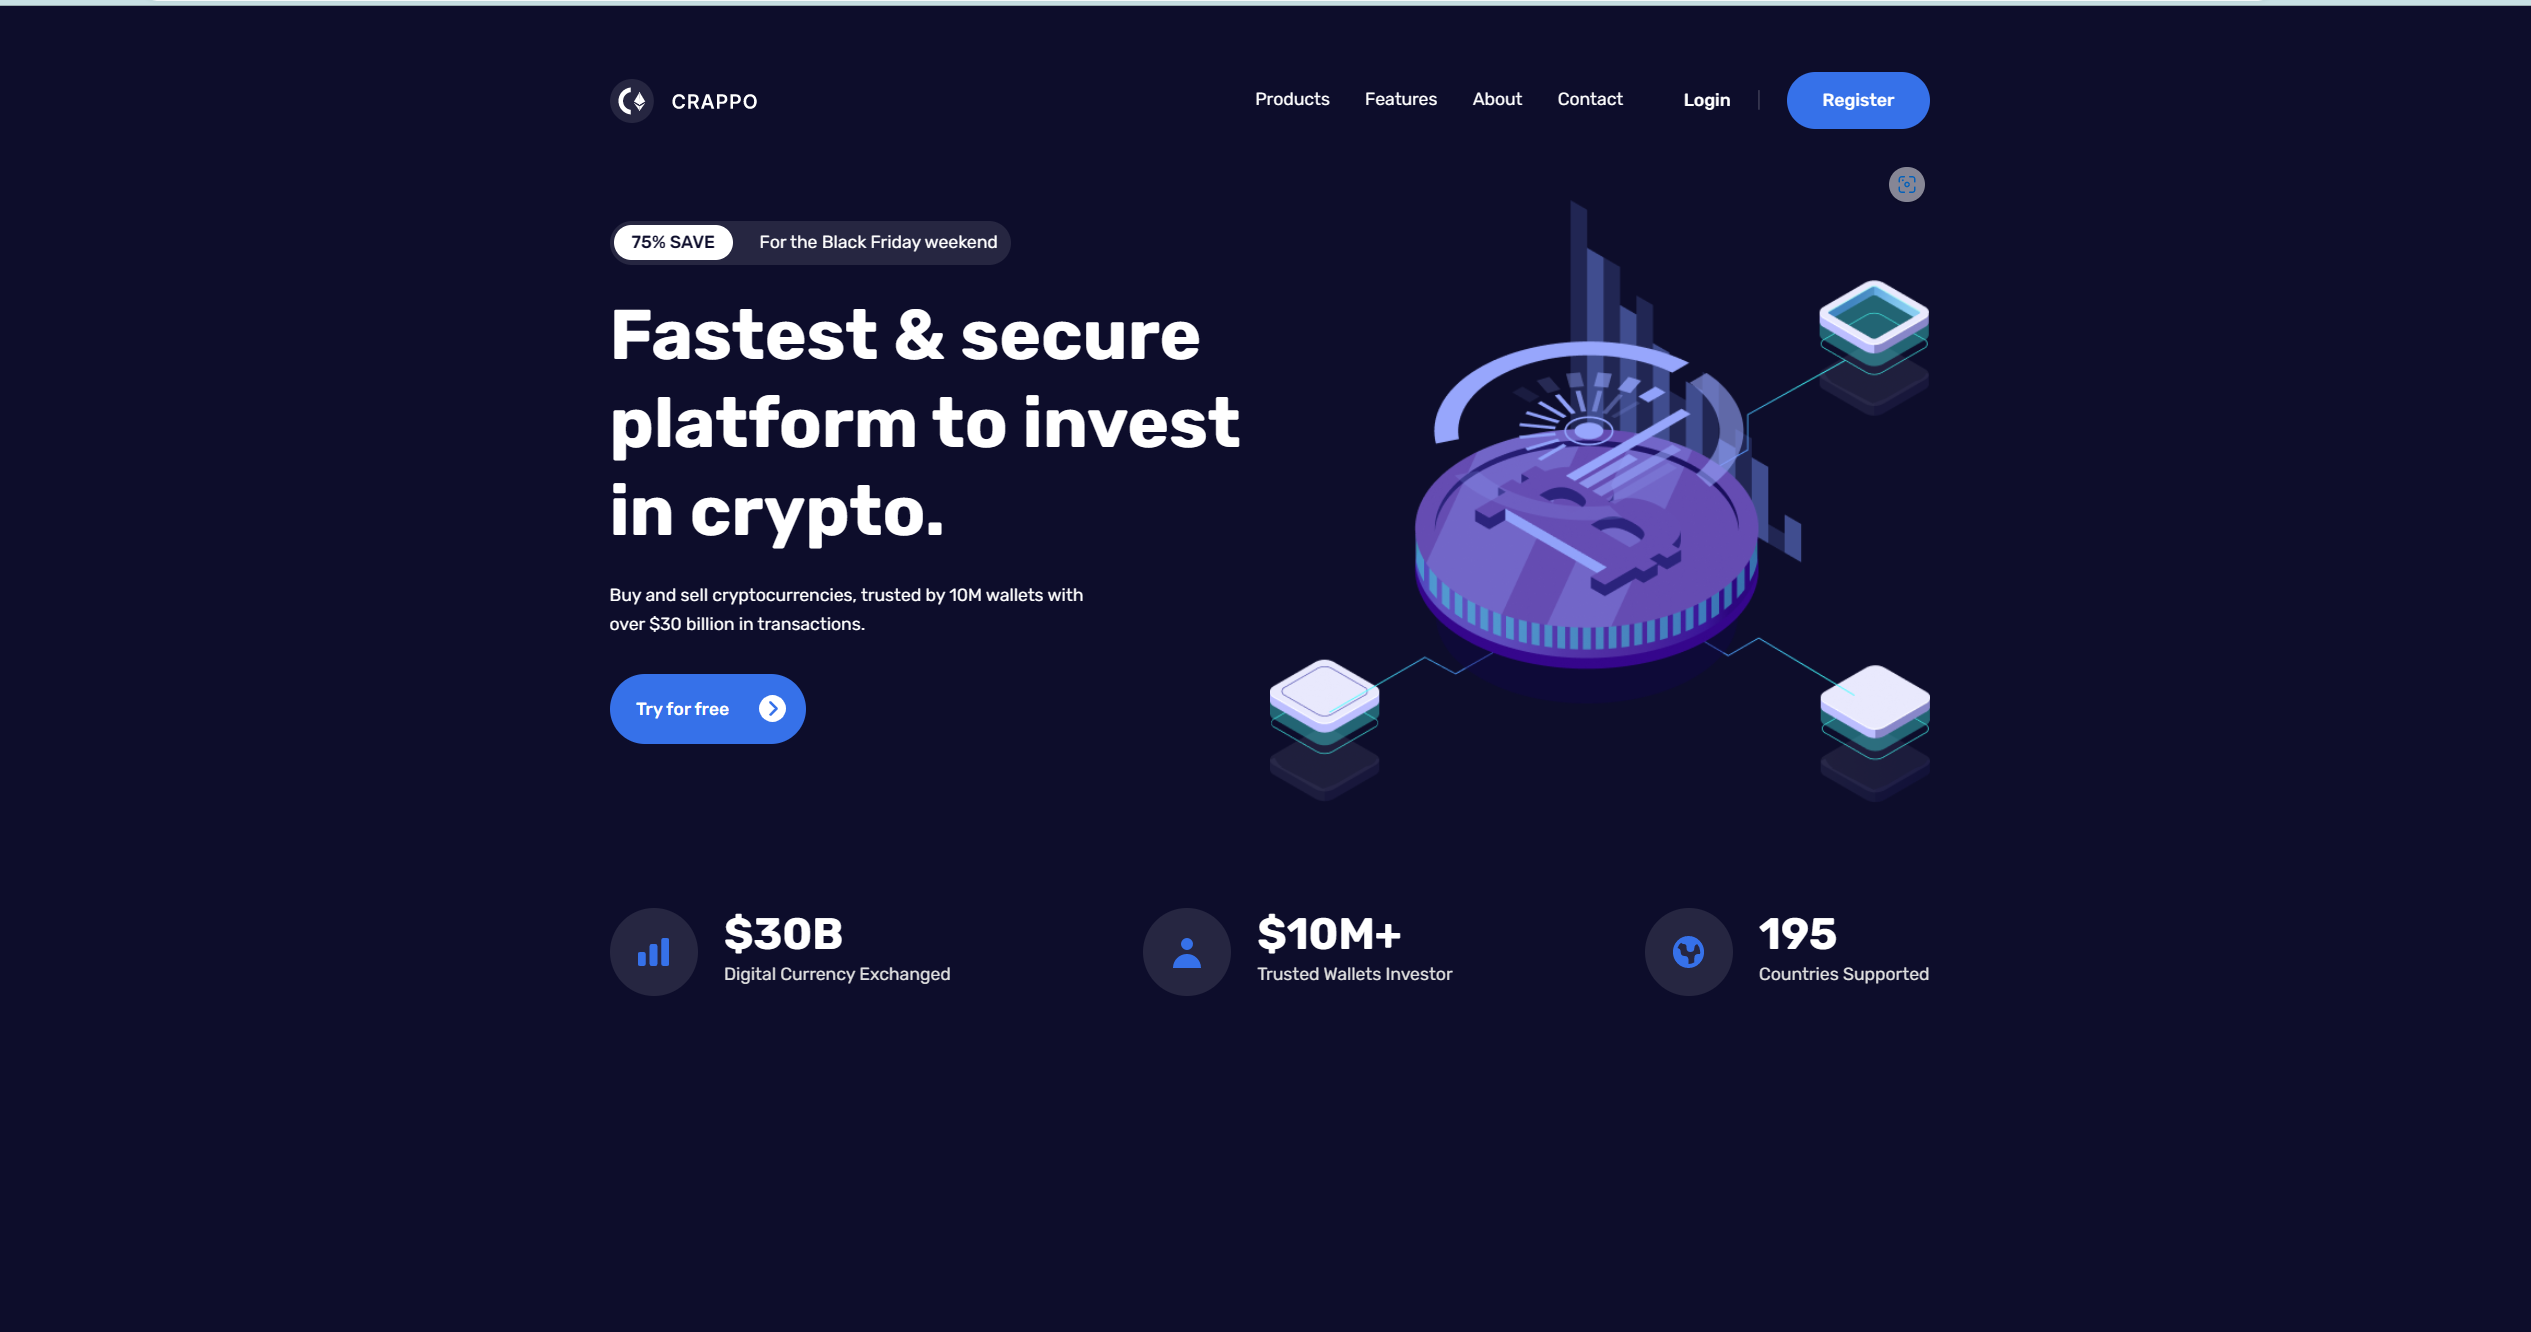 CRAPPO
Products
Features
About
Contact
Login
Register
75% SAVE
For the Black Friday weekend
Fastest & secure
platform to invest
in crypto.
Buy and sell cryptocurrencies, trusted by 10M wallets with
over $30 billion in transactions.
Try for free
$30B
Digital Currency Exchanged
$10M+
Trusted Wallets Investor
195
Countries Supported